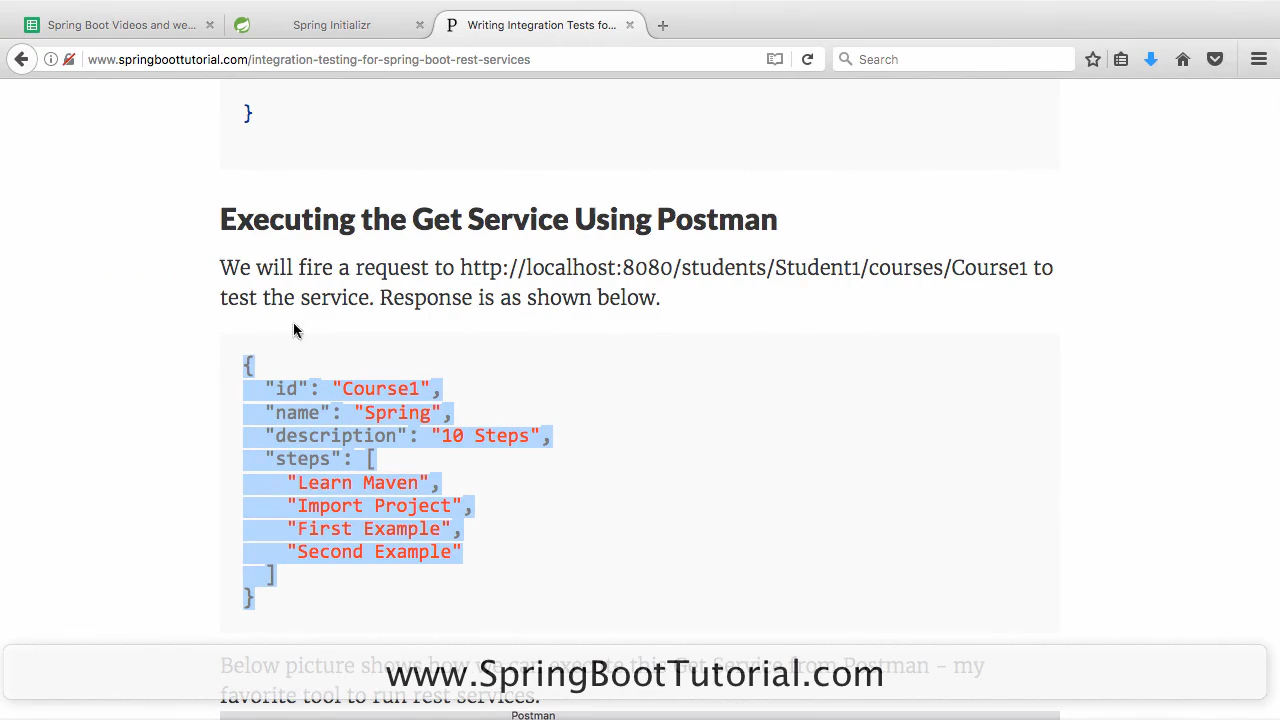 Spring Boot Videos and we...
Spring Initializr
P Writing Integration Tests fo...
www.springboottutorial.com/integration-testing-for-spring-boot-rest-services
Search
}
Executing the Get Service Using Postman
We will fire a request to http://localhost:8080/students/Student1/courses/Course1 to
test the service. Response is as shown below.
{
"id": "Course1",
"name": "Spring",
"description": "10 Steps",
"steps": [
"Learn Maven",
"Import Project",
"First Example",
"Second Example"
]
}
Below picture shows how we can execute this Get Service from Postman – my
www.SpringBootTutorial.com
favorite tool to run rest services.
Postman